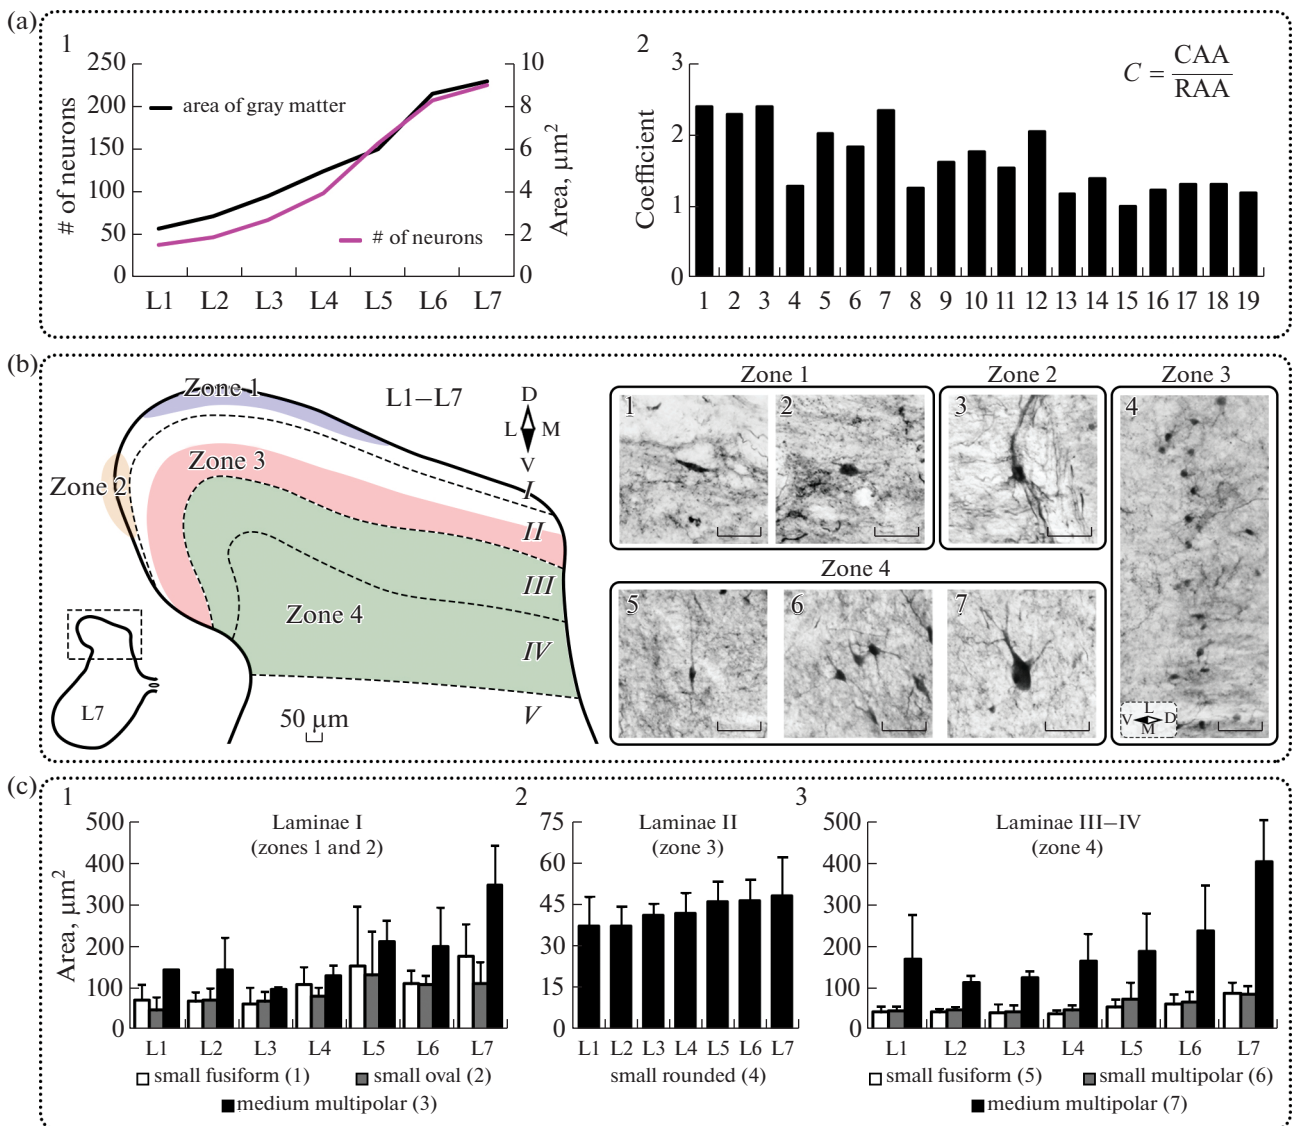 (a)
1
250
200
150
100
50
0
# of neurons
area of gray matter
# of neurons
10
8
6
4
2
0
Area, μm²
L1 L2 L3 L4 L5 L6 L7
2
3
2
1
0
Coefficient
C = CAA
RAA
1 2 3 4 5 6 7 8 9 10 11 12 13 14 15 16 17 18 19
(b)
Zone 1
L1–L7
D
L M
V
Zone 3
Zone 2
I
II
III
Zone 4
IV
V
L7
50 μm
Zone 1
1
2
Zone 2
3
Zone 3
4
L
V D
M
Zone 4
5
6
7
(c)
1
500
400
300
200
100
0
Area, μm²
Laminae I
(zones 1 and 2)
L1 L2 L3 L4 L5 L6 L7
small fusiform (1)
small oval (2)
medium multipolar (3)
2
75
60
45
30
15
0
Laminae II
(zone 3)
L1 L2 L3 L4 L5 L6 L7
small rounded (4)
3
500
400
300
200
100
0
Laminae III–IV
(zone 4)
L1 L2 L3 L4 L5 L6 L7
small fusiform (5)
small multipolar (6)
medium multipolar (7)